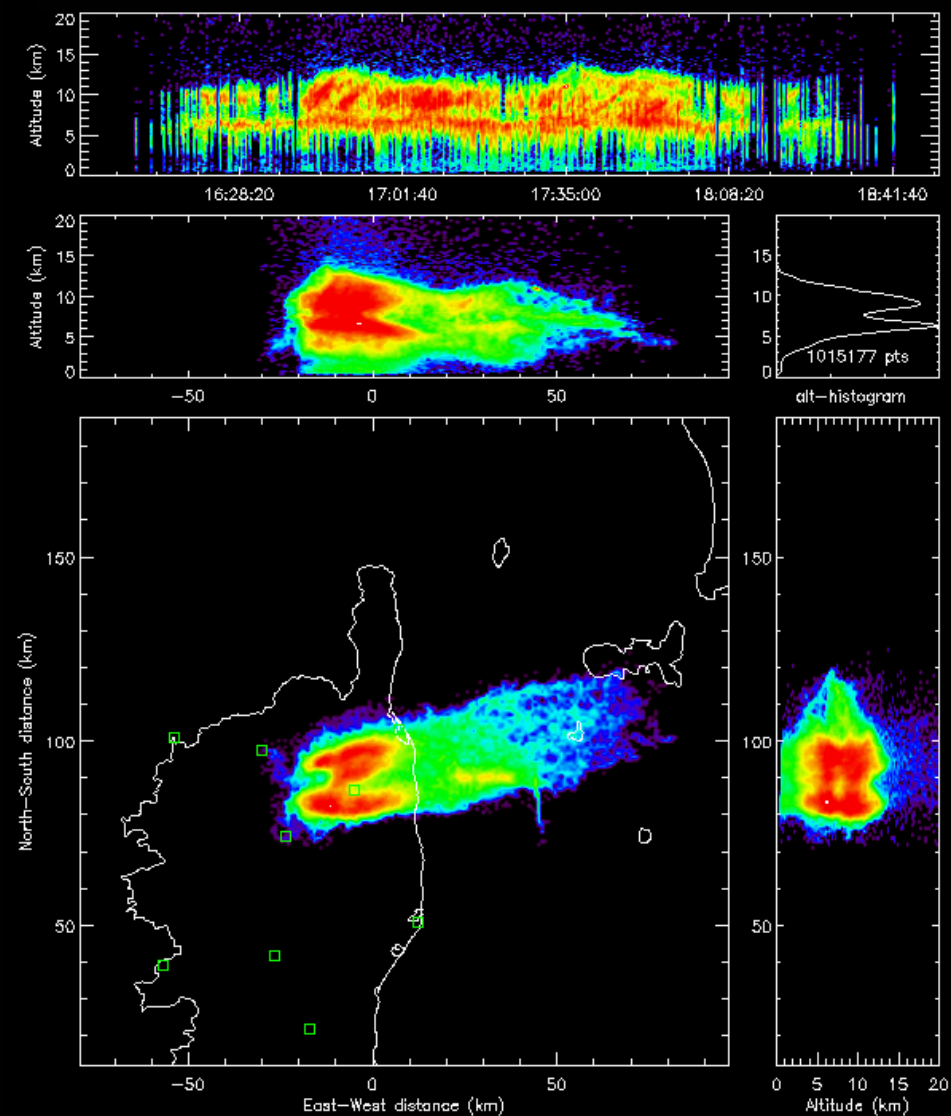 20
15
10
5
0
Altitude (km)
16:28:20 17:01:40 17:35:00 18:08:20 18:41:40
20
15
10
5
0
Altitude (km)
−50 0 50
15
10
5
0
1015177 pts
alt−histogram
150
100
50
North−South distance (km)
−50 0 50
East−West distance (km)
150
100
50
0 5 10 15 20
Altitude (km)